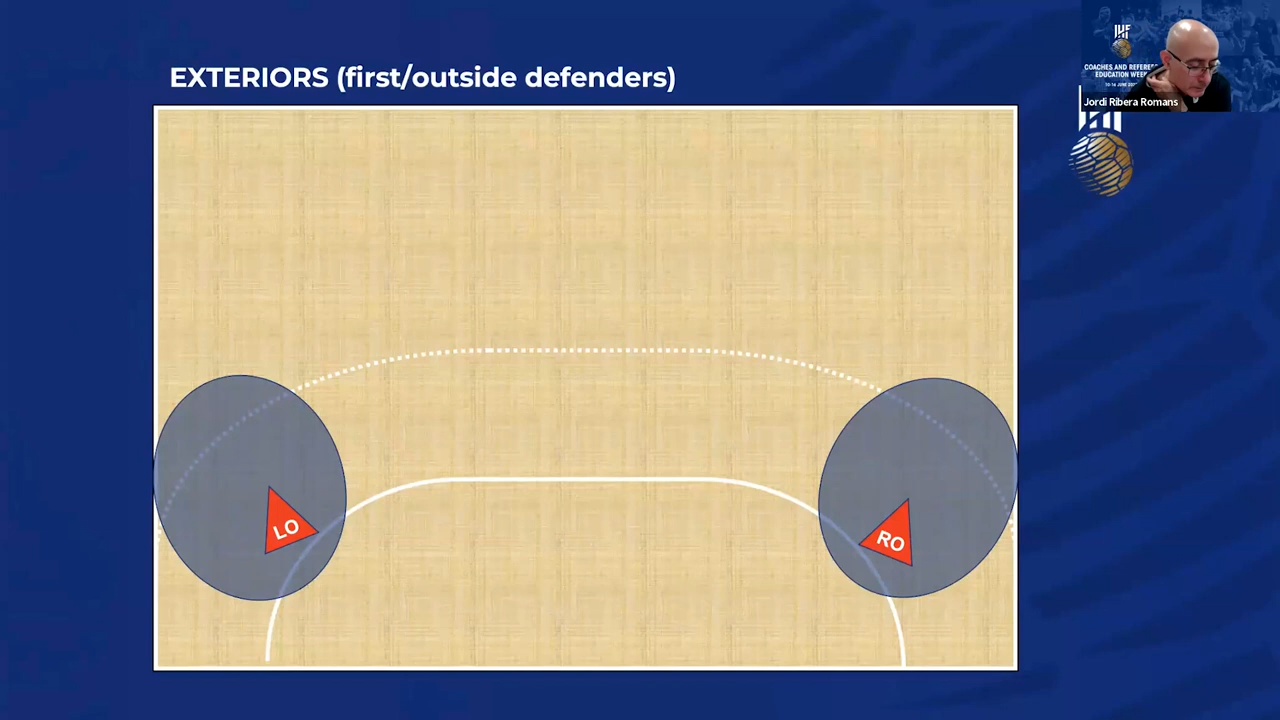 EXTERIORS (first/outside defenders)
IHF
COACHES AND REFEREES
EDUCATION WEEK
Jordi Ribera Romans
LO
RO